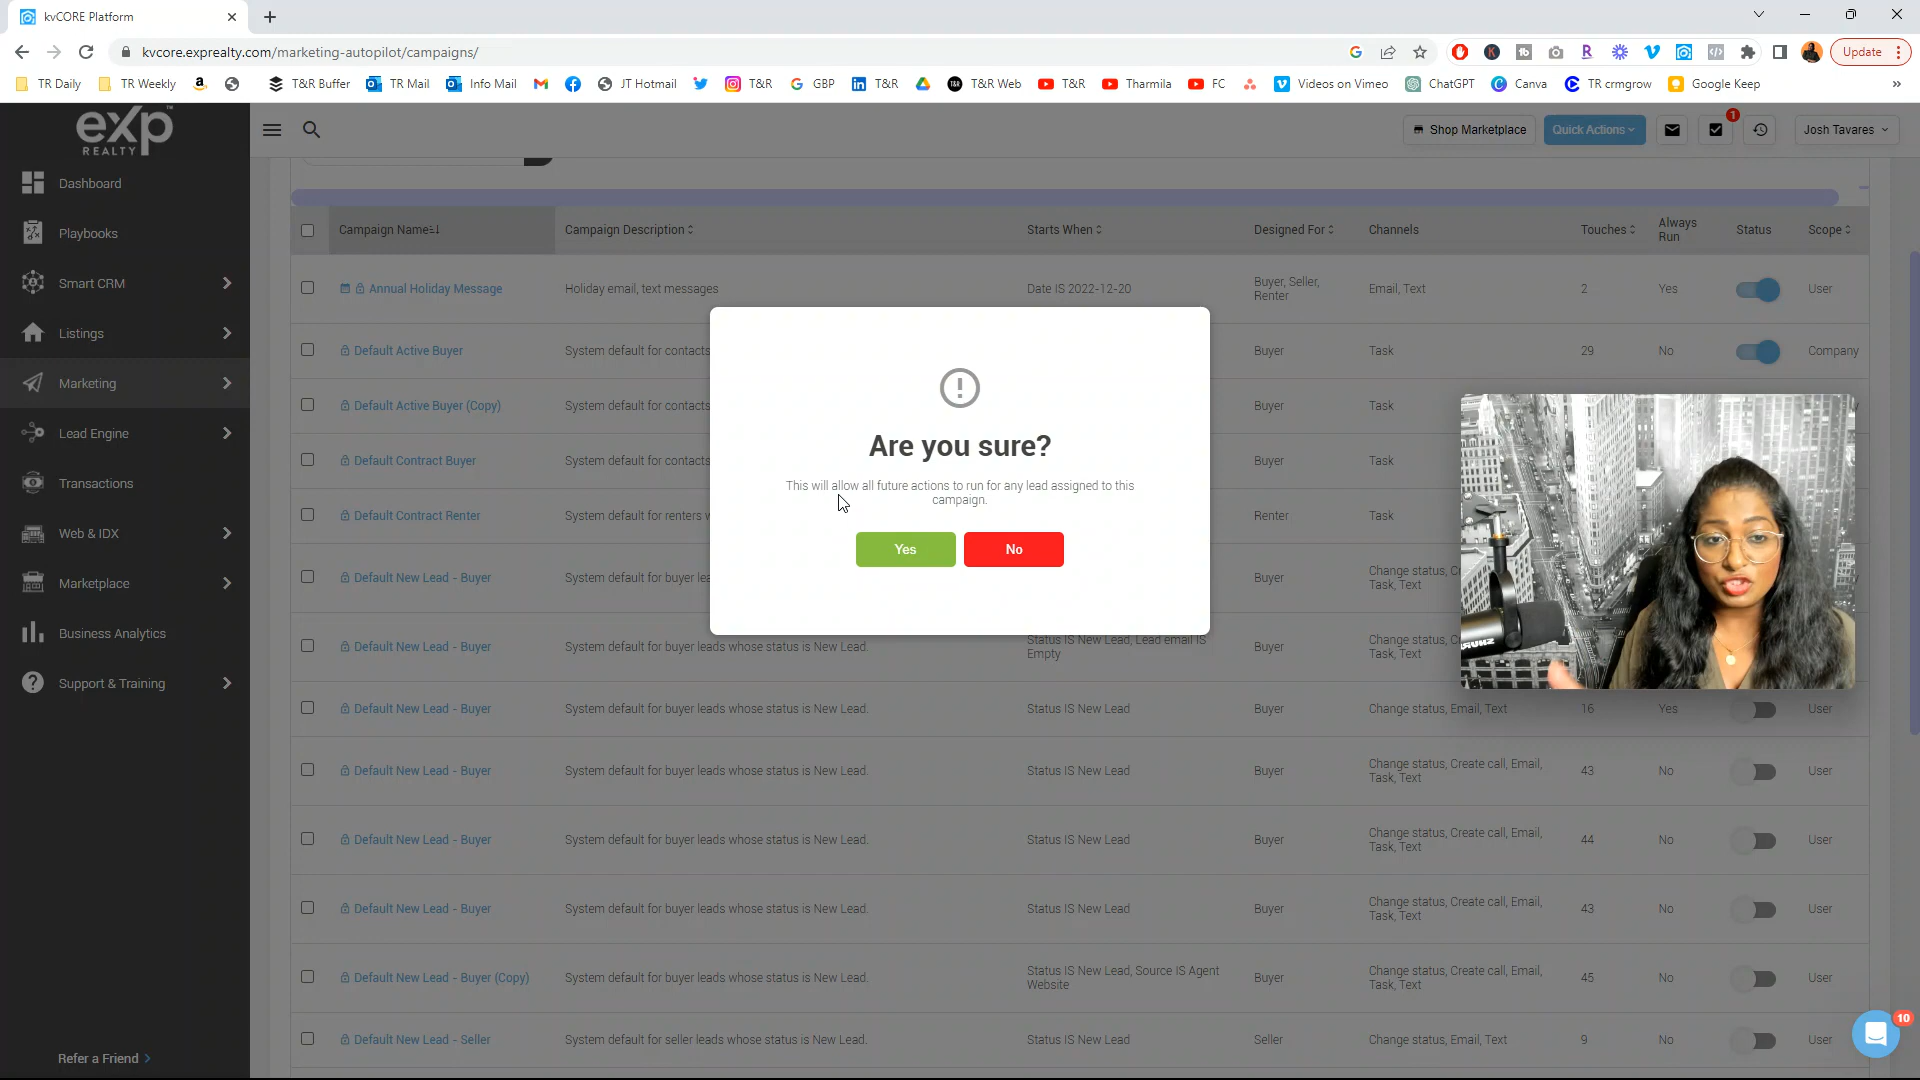 kvCORE Platform
kvcore.exprealty.com/marketing-autopilot/campaigns/
Update
TR Daily
TR Weekly
T&R Buffer
TR Mail
Info Mail
JT Hotmail
T&R
GBP
T&R
T&R Web
T&R
Tharmila
FC
Videos on Vimeo
ChatGPT
Canva
TR crmgrow
Google Keep
exp
REALTY
Shop Marketplace
Quick Actions
1
Josh Tavares
Dashboard
Playbooks
Smart CRM
Listings
Marketing
Lead Engine
Transactions
Web & IDX
Marketplace
Business Analytics
Support & Training
Refer a Friend
Campaign Name
Campaign Description
Starts When
Designed For
Channels
Touches
Always
Run
Status
Scope
Annual Holiday Message
Holiday email, text messages
Date IS 2022-12-20
Buyer, Seller,
Renter
Email, Text
2
Yes
User
Default Active Buyer
System default for contacts
Buyer
Task
29
No
Company
Default Active Buyer (Copy)
System default for contacts
Buyer
Task
Default Contract Buyer
System default for contacts
Buyer
Task
Default Contract Renter
System default for renters
Renter
Task
Default New Lead - Buyer
System default for buyer
Buyer
Change status,
Task, Text
Default New Lead - Buyer
System default for buyer leads whose status is New Lead.
Status IS New Lead, Lead email IS
Empty
Buyer
Change status,
Task, Text
Default New Lead - Buyer
System default for buyer leads whose status is New Lead.
Status IS New Lead
Buyer
Change status, Email, Text
16
Yes
User
Default New Lead - Buyer
System default for buyer leads whose status is New Lead.
Status IS New Lead
Buyer
Change status, Create call, Email,
Task, Text
43
No
User
Default New Lead - Buyer
System default for buyer leads whose status is New Lead.
Status IS New Lead
Buyer
Change status, Create call, Email,
Task, Text
44
No
User
Default New Lead - Buyer
System default for buyer leads whose status is New Lead.
Status IS New Lead
Buyer
Change status, Create call, Email,
Task, Text
43
No
User
Default New Lead - Buyer (Copy)
System default for buyer leads whose status is New Lead.
Status IS New Lead, Source IS Agent
Website
Buyer
Change status, Create call, Email,
Task, Text
45
No
User
Default New Lead - Seller
System default for seller leads whose status is New Lead.
Status IS New Lead
Seller
Change status, Email, Text
9
No
User
Are you sure?
This will allow all future actions to run for any lead assigned to this
campaign.
Yes
No
10